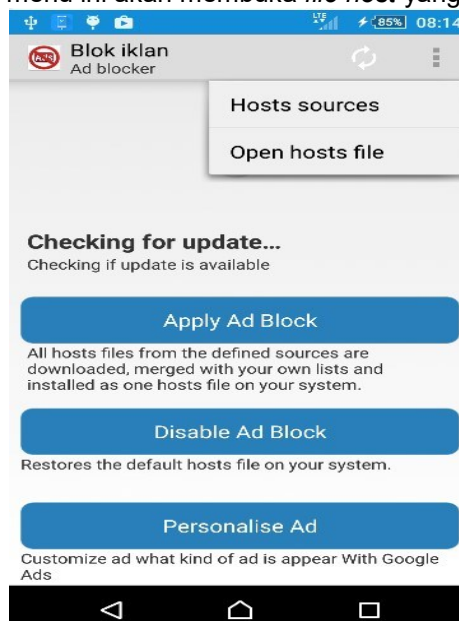 menu ini akan membuka file host yang
LTE 85% 08:14
ADS
Blok iklan
Ad blocker
Hosts sources
Open hosts file
Checking for update...
Checking if update is available
Apply Ad Block
All hosts files from the defined sources are
downloaded, merged with your own lists and
installed as one hosts file on your system.
Disable Ad Block
Restores the default hosts file on your system.
Personalise Ad
Customize ad what kind of ad is appear With Google
Ads